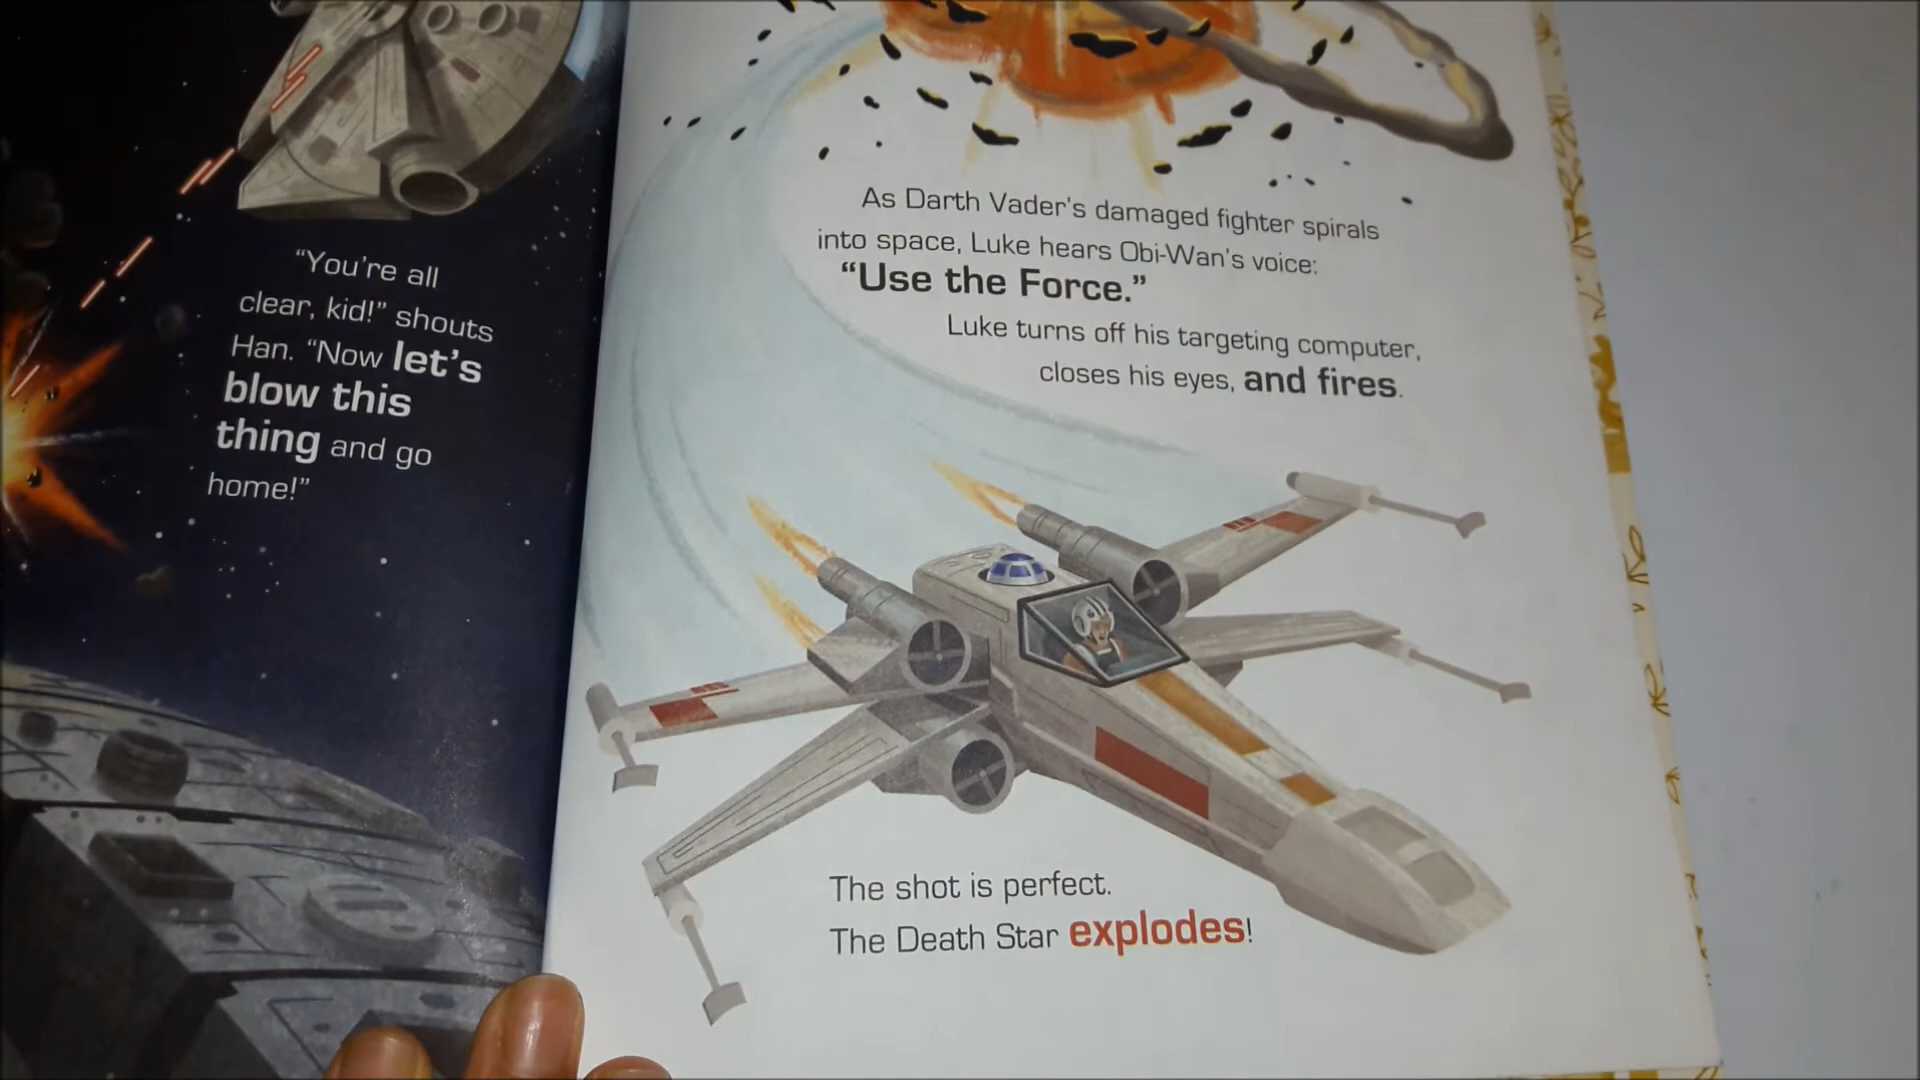 “You’re all
clear, kid!” shouts
Han. “Now let’s
blow this
thing and go
home!”
As Darth Vader’s damaged fighter spirals
into space, Luke hears Obi-Wan’s voice:
“Use the Force.”
Luke turns off his targeting computer,
closes his eyes, and fires.
The shot is perfect.
The Death Star explodes!